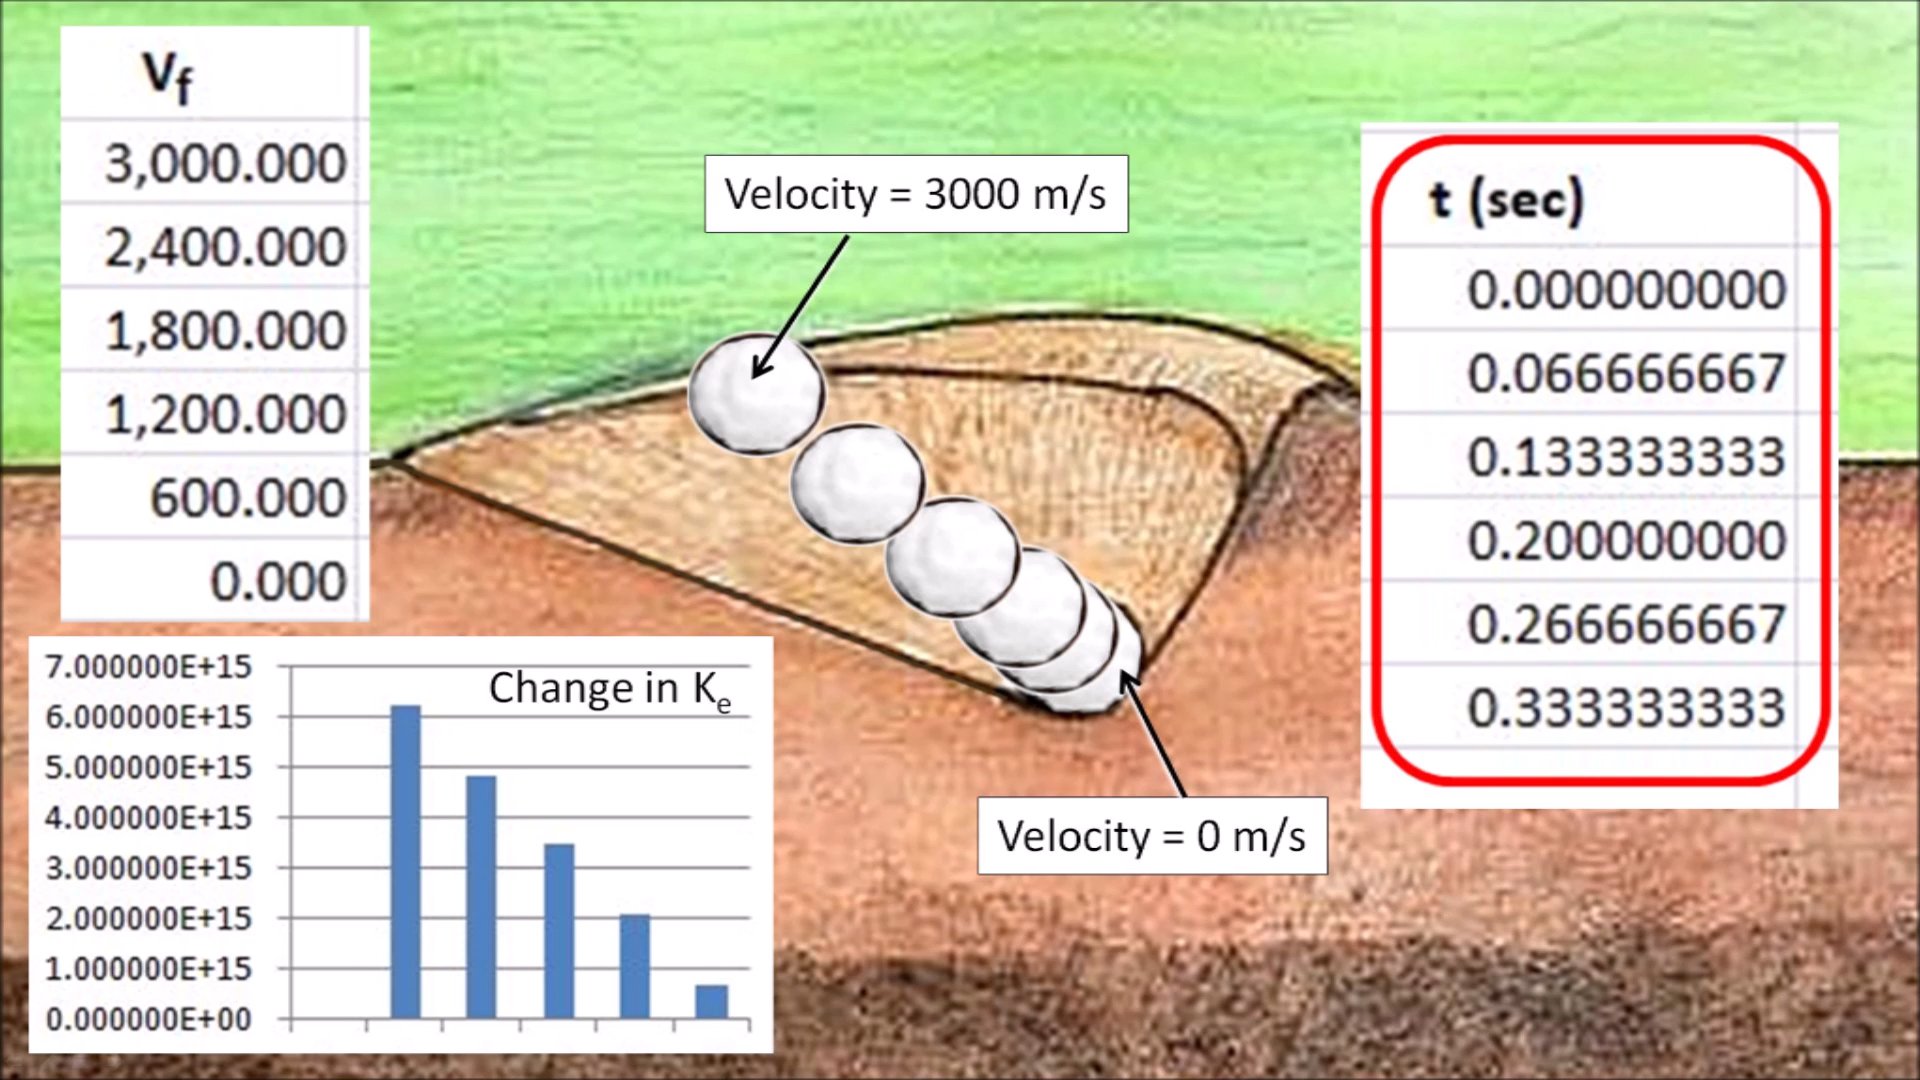 Vf
3,000.000
2,400.000
1,800.000
1,200.000
600.000
0.000
Velocity = 3000 m/s
t (sec)
0.000000000
0.066666667
0.133333333
0.200000000
0.266666667
0.333333333
Change in Ke
7.000000E+15
6.000000E+15
5.000000E+15
4.000000E+15
3.000000E+15
2.000000E+15
1.000000E+15
0.000000E+00
Velocity = 0 m/s